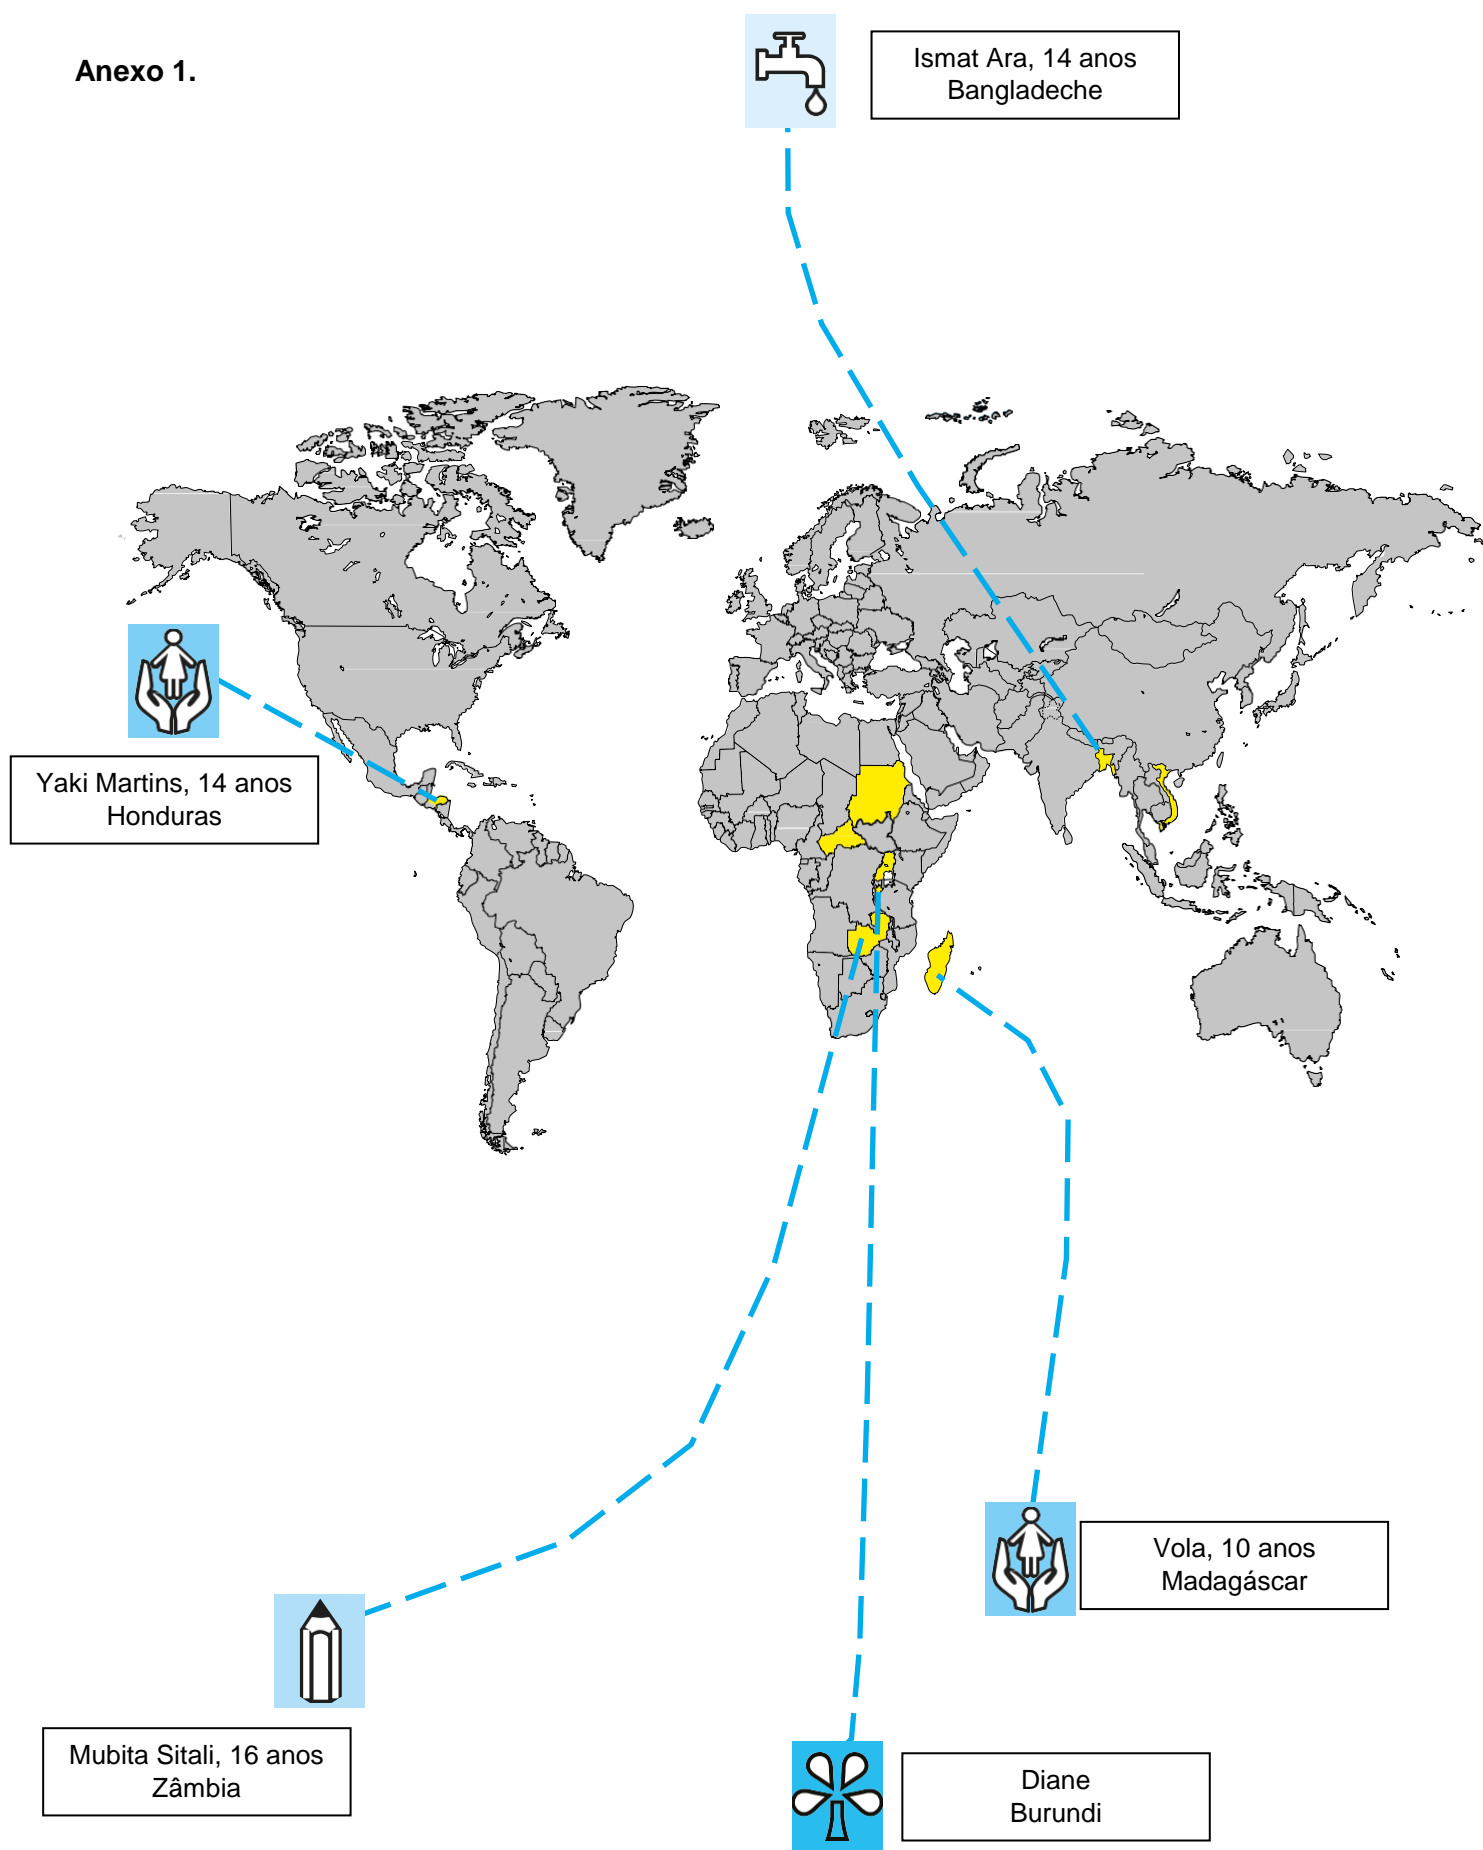 Anexo 1.
Ismat Ara, 14 anos
Bangladeche
Yaki Martins, 14 anos
Honduras
Vola, 10 anos
Madagáscar
Mubita Sitali, 16 anos
Zâmbia
Diane
Burundi